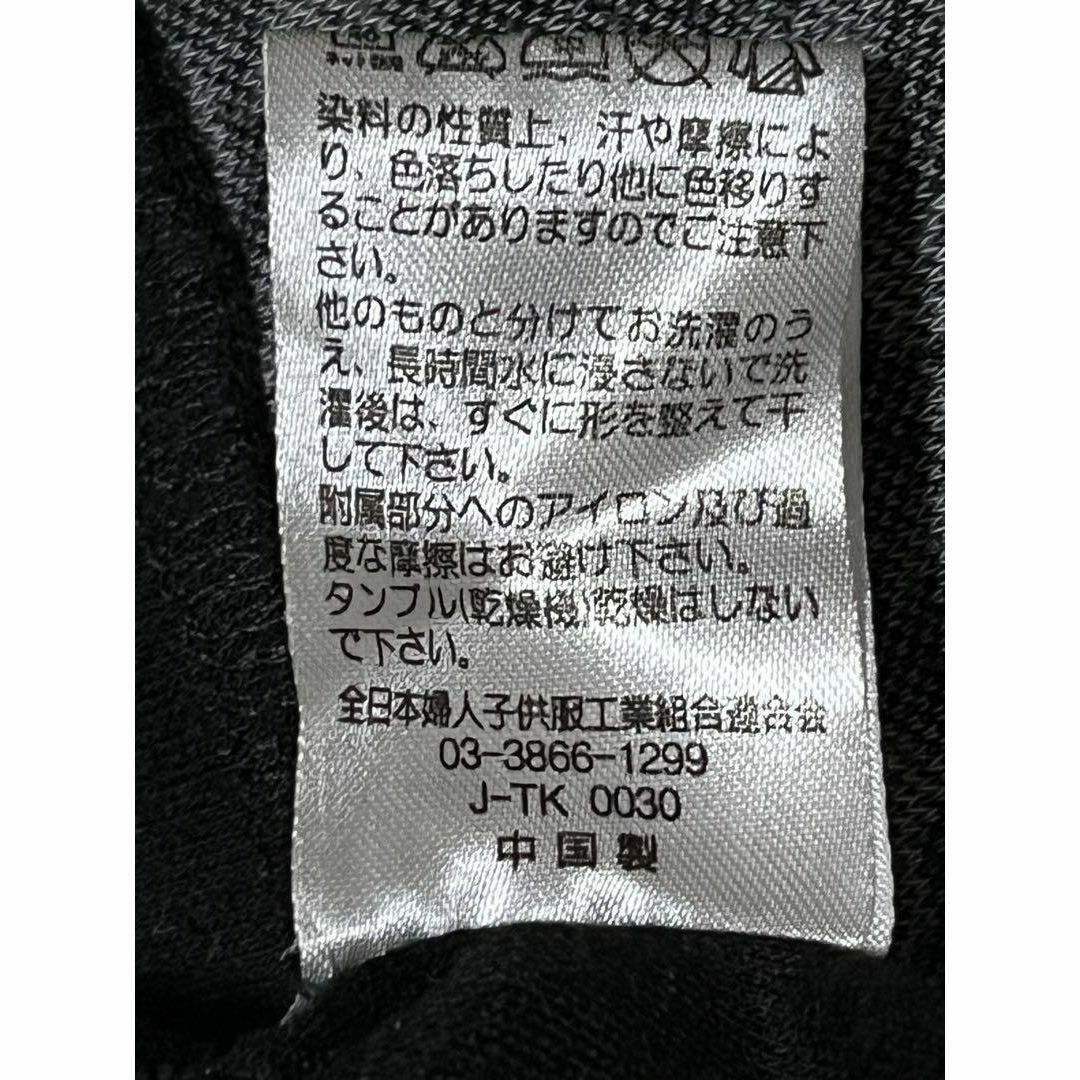 染料の性質上、汗や摩擦によ
り、色落ちしたり他に色移りす
ることがありますのでご注意下
さい。
他のものと分けてお洗濯のう
え、長時間水に浸さないで洗
濯後は、すぐに形を整えて干
して下さい。
附属部分へのアイロン及び過
度な摩擦はお避け下さい。
タンブル(乾燥機)乾燥はしない
で下さい。
全日本婦人子供服工業組合連合会
03-3866-1299
J-TK 0030
中国製